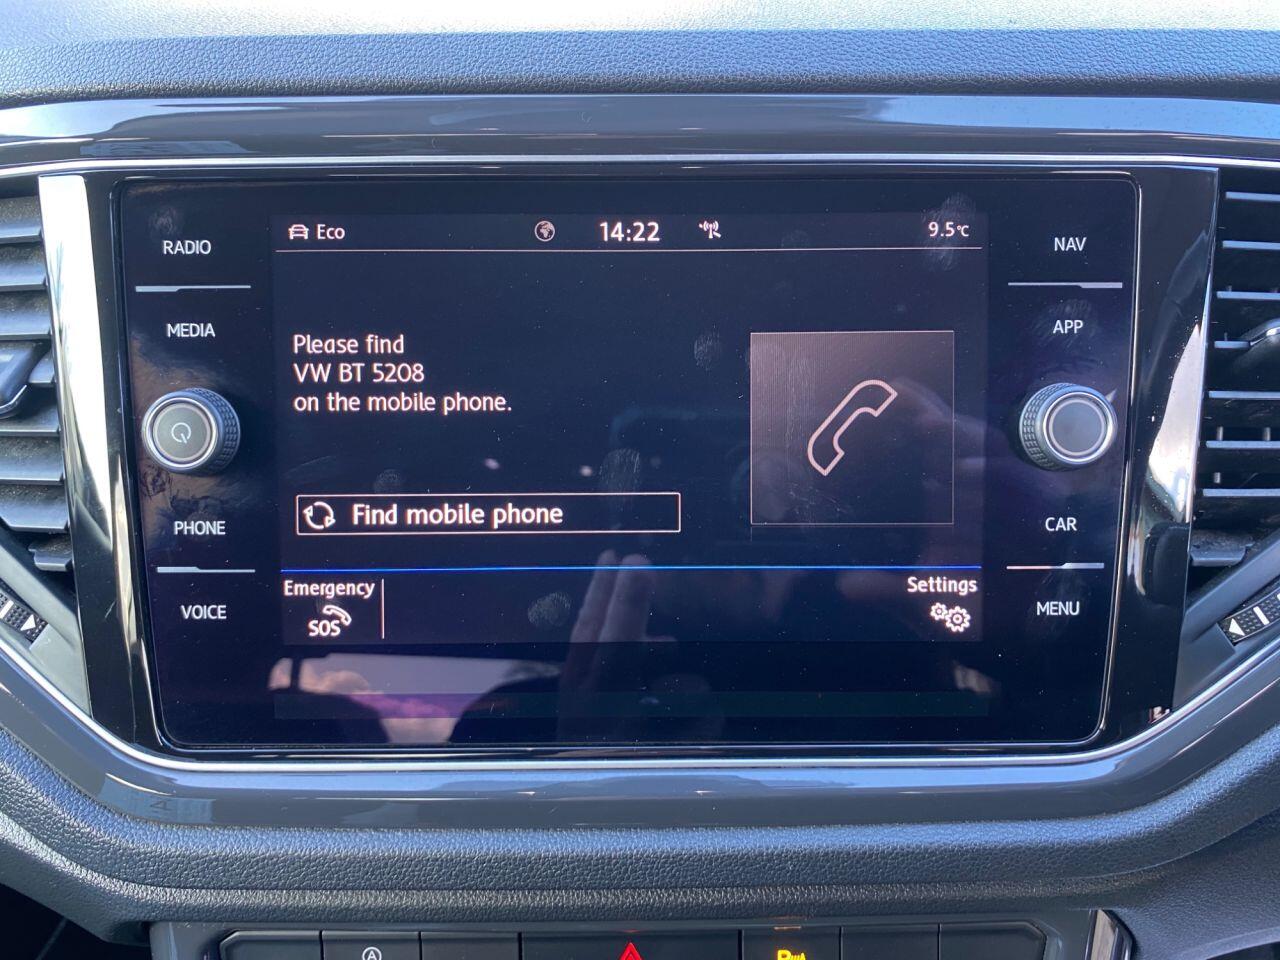 RADIO
MEDIA
PHONE
VOICE
Eco
14:22
9.5°C
Please find
VW BT 5208
on the mobile phone.
Find mobile phone
Emergency
SOS
Settings
NAV
APP
CAR
MENU
A
P